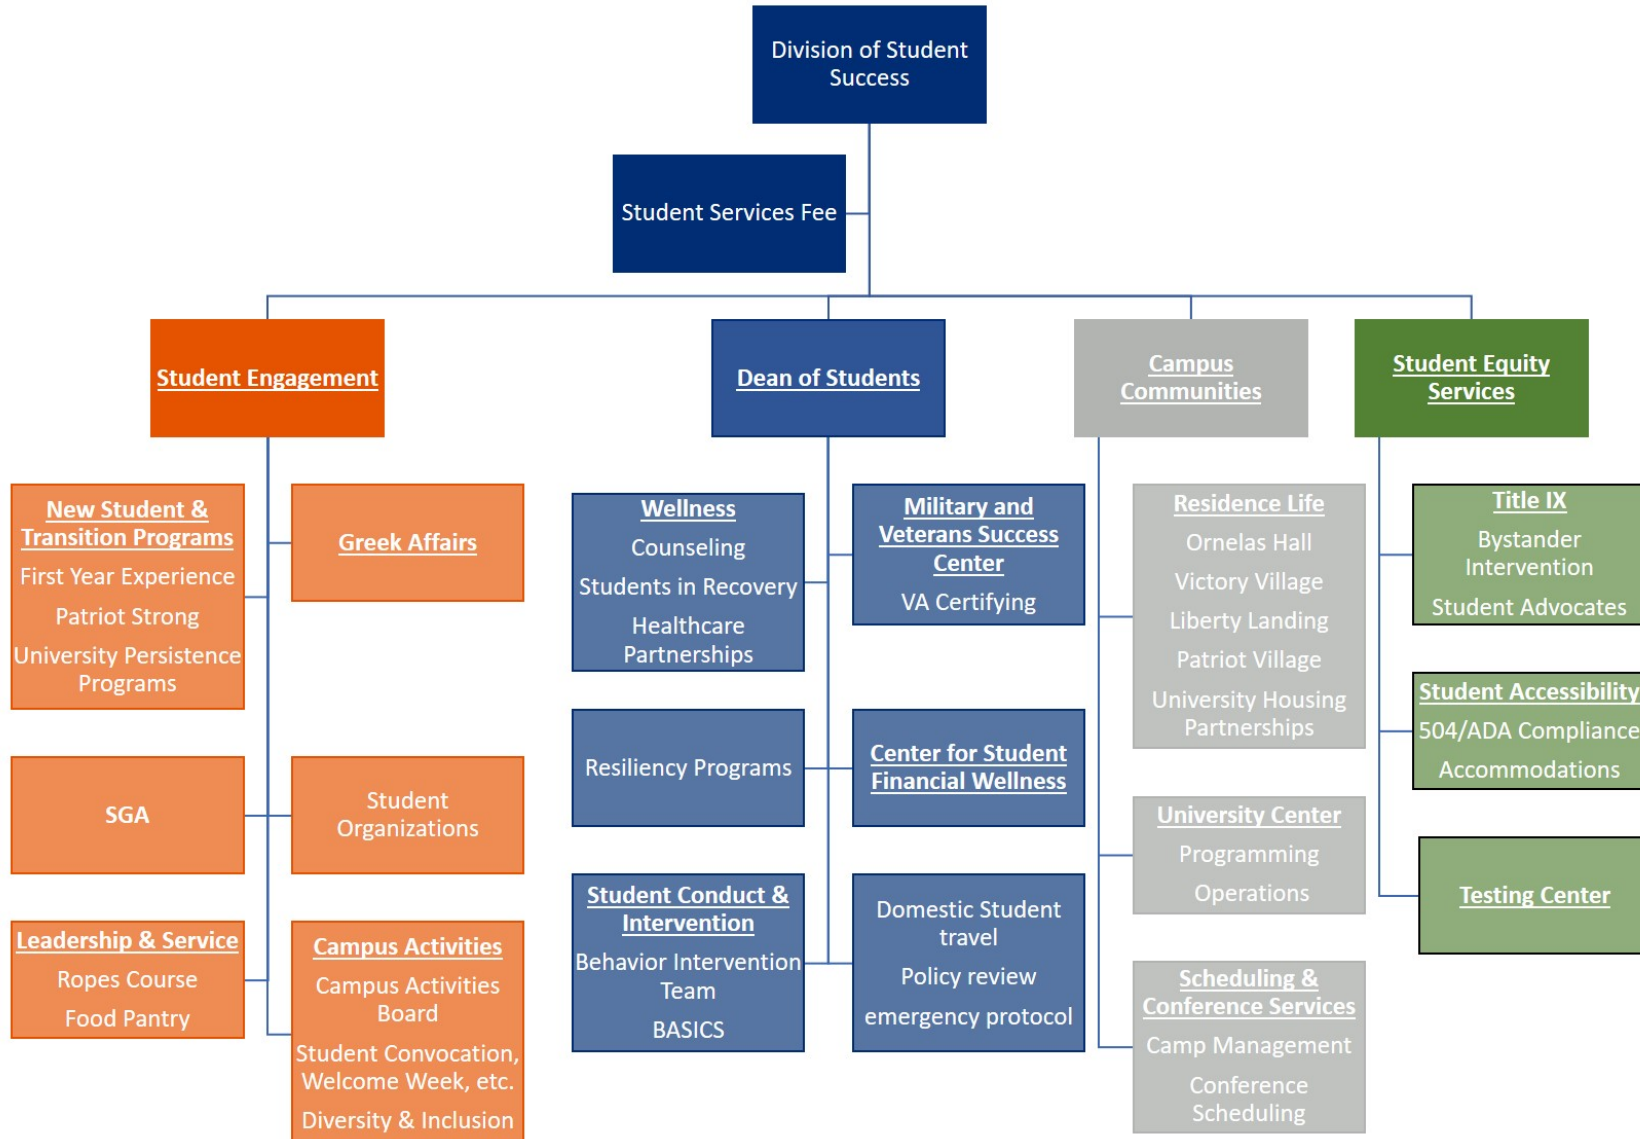 Division of Student
Success
Student Services Fee
Student Engagement
New Student &
Transition Programs
First Year Experience
Patriot Strong
University Persistence
Programs
Greek Affairs
SGA
Student
Organizations
Leadership & Service
Ropes Course
Food Pantry
Campus Activities
Campus Activities
Board
Student Convocation,
Welcome Week, etc.
Diversity & Inclusion
Dean of Students
Wellness
Counseling
Students in Recovery
Healthcare
Partnerships
Military and
Veterans Success
Center
VA Certifying
Resiliency Programs
Center for Student
Financial Wellness
Student Conduct &
Intervention
Behavior Intervention
Team
BASICS
Domestic Student
travel
Policy review
emergency protocol
Campus
Communities
Residence Life
Ornelas Hall
Victory Village
Liberty Landing
Patriot Village
University Housing
Partnerships
University Center
Programming
Operations
Scheduling &
Conference Services
Camp Management
Conference
Scheduling
Student Equity
Services
Title IX
Bystander
Intervention
Student Advocates
Student Accessibility
504/ADA Compliance
Accommodations
Testing Center